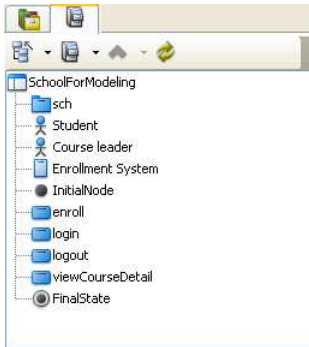 SchoolForModeling
sch
Student
Course leader
Enrollment System
InitialNode
enroll
login
logout
viewCourseDetail
FinalState